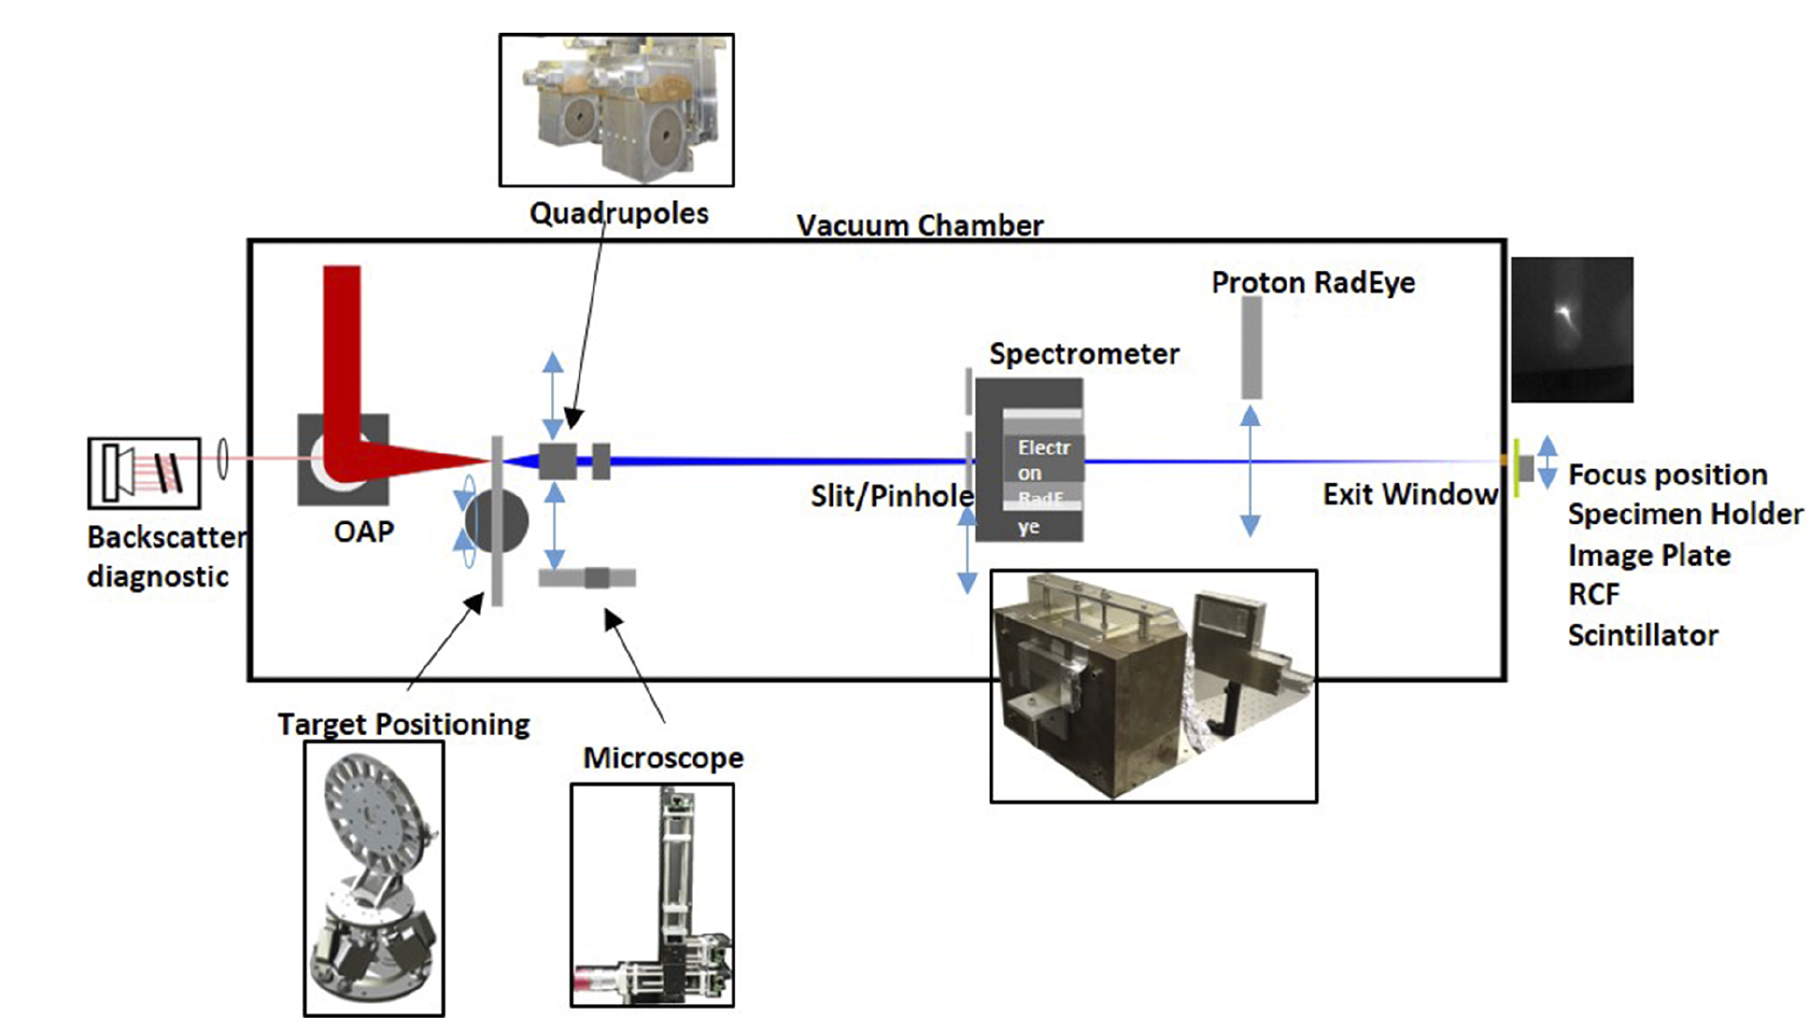 Quadrupoles
Vacuum Chamber
Proton RadEye
Spectrometer
Electr
on
RadE
ye
Slit/Pinhole
Exit Window
Focus position
Specimen Holder
Image Plate
RCF
Scintillator
OAP
Backscatter
diagnostic
Target Positioning
Microscope